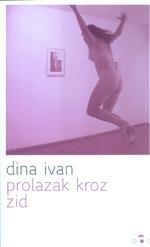 dina ivan
prolazak kroz
zid